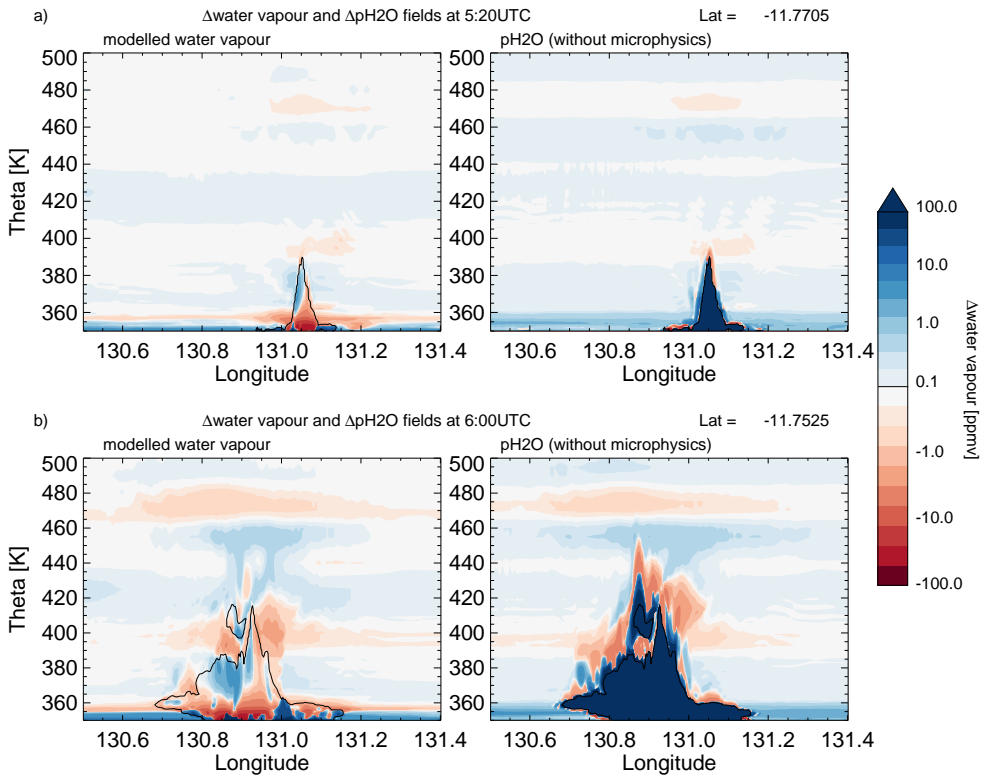 a) Δwater vapour and ΔpH2O fields at 5:20UTC Lat = -11.7705
modelled water vapour pH2O (without microphysics)
500 500
480 480
460 460
440 440
420 420
400 400
380 380
360 360
Theta [K]
130.6 130.8 131.0 131.2 131.4 130.6 130.8 131.0 131.2 131.4
Longitude Longitude
100.0
10.0
1.0
0.1
-1.0
-10.0
-100.0
Δwater vapour [ppmv]
b) Δwater vapour and ΔpH2O fields at 6:00UTC Lat = -11.7525
modelled water vapour pH2O (without microphysics)
500 500
480 480
460 460
440 440
420 420
400 400
380 380
360 360
Theta [K]
130.6 130.8 131.0 131.2 131.4 130.6 130.8 131.0 131.2 131.4
Longitude Longitude